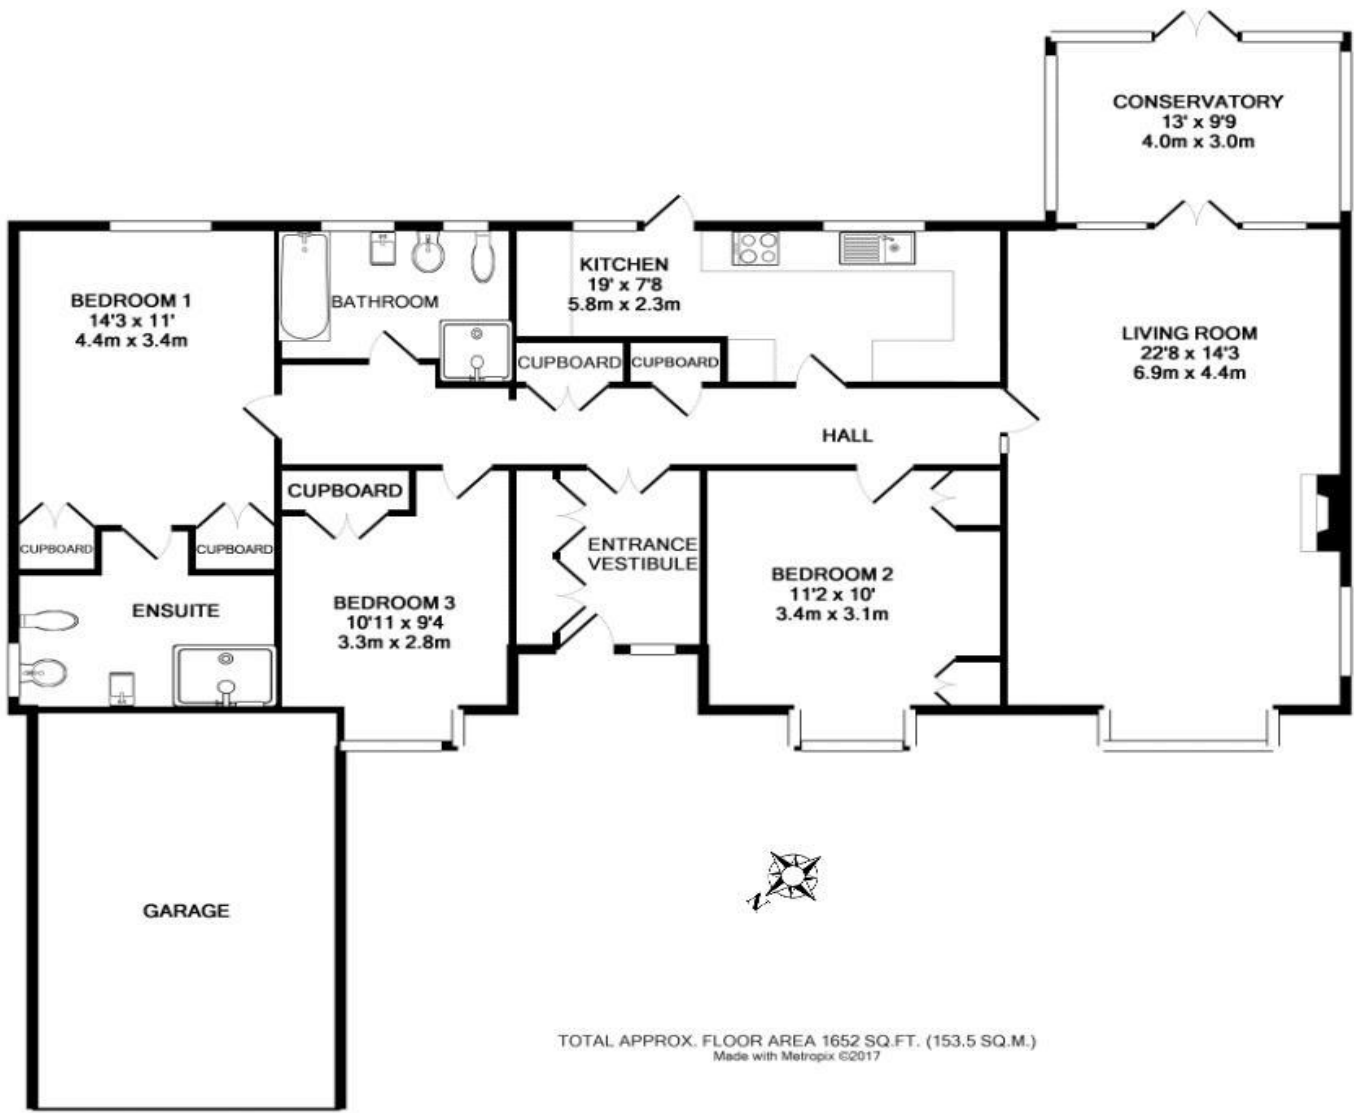 CONSERVATORY
13' x 9'9
4.0m x 3.0m
BEDROOM 1
14'3 x 11'
4.4m x 3.4m
BATHROOM
KITCHEN
19' x 7'8
5.8m x 2.3m
LIVING ROOM
22'8 x 14'3
6.9m x 4.4m
CUPBOARD
CUPBOARD
HALL
CUPBOARD
CUPBOARD
CUPBOARD
ENTRANCE
VESTIBULE
ENSUITE
BEDROOM 3
10'11 x 9'4
3.3m x 2.8m
BEDROOM 2
11'2 x 10'
3.4m x 3.1m
GARAGE
N
TOTAL APPROX. FLOOR AREA 1652 SQ.FT. (153.5 SQ.M.)
Made with Metropix ©2017